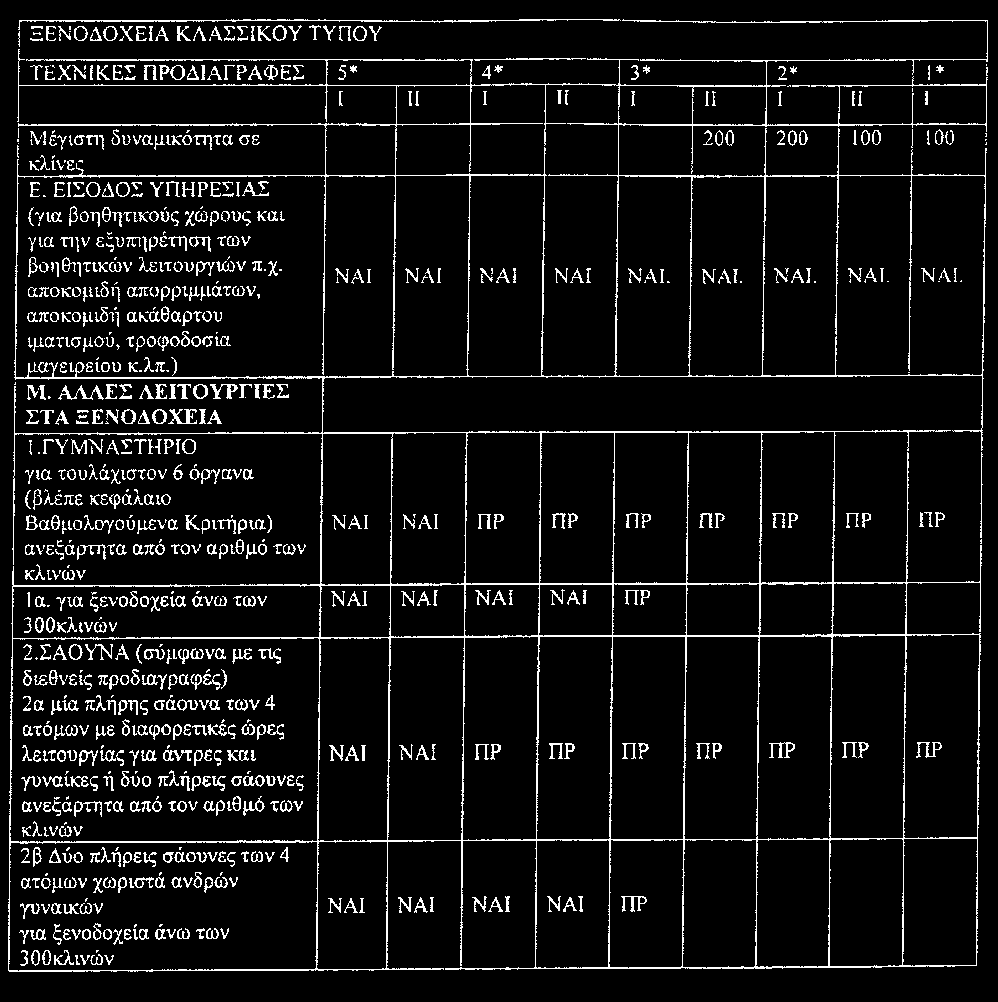 ΞΕΝΟΔΟΧΕΙΑ ΚΛΑΣΣΙΚΟΥ ΤΥΠΟΥ
ΤΕΧΝΙΚΕΣ ΠΡΟΔΙΑΓΡΑΦΕΣ 5* 4* 3* 2* 1*
I II I II I II I II I
Μέγιστη δυναμικότητα σε 200 200 100 100
κλίνες
Ε. ΕΙΣΟΔΟΣ ΥΠΗΡΕΣΙΑΣ
(για βοηθητικούς χώρους και
για την εξυπηρέτηση των
βοηθητικών λειτουργιών π.χ.
αποκομιδή απορριμμάτων, ΝΑΙ ΝΑΙ ΝΑΙ ΝΑΙ ΝΑΙ. ΝΑΙ. ΝΑΙ. ΝΑΙ. ΝΑΙ.
αποκομιδή ακάθαρτου
ιματισμού, τροφοδοσία
μαγειρείου κ.λπ.)
Μ. ΑΛΛΕΣ ΛΕΙΤΟΥΡΓΙΕΣ
ΣΤΑ ΞΕΝΟΔΟΧΕΙΑ
1.ΓΥΜΝΑΣΤΗΡΙΟ
για τουλάχιστον 6 όργανα
(βλέπε κεφάλαιο
Βαθμολογούμενα Κριτήρια) ΝΑΙ ΝΑΙ ΠΡ ΠΡ ΠΡ ΠΡ ΠΡ ΠΡ ΠΡ
ανεξάρτητα από τον αριθμό των
κλινών
1α. για ξενοδοχεία άνω των ΝΑΙ ΝΑΙ ΝΑΙ ΝΑΙ ΠΡ
300κλινών
2.ΣΑΟΥΝΑ (σύμφωνα με τις
διεθνείς προδιαγραφές)
2α μία πλήρης σάουνα των 4
ατόμων με διαφορετικές ώρες
λειτουργίας για άντρες και ΝΑΙ ΝΑΙ ΠΡ ΠΡ ΠΡ ΠΡ ΠΡ ΠΡ ΠΡ
γυναίκες ή δύο πλήρεις σάουνες
ανεξάρτητα από τον αριθμό των
κλινών
2β Δύο πλήρεις σάουνες των 4
ατόμων χωριστά ανδρών
γυναικών ΝΑΙ ΝΑΙ ΝΑΙ ΝΑΙ ΠΡ
για ξενοδοχεία άνω των
300κλινών